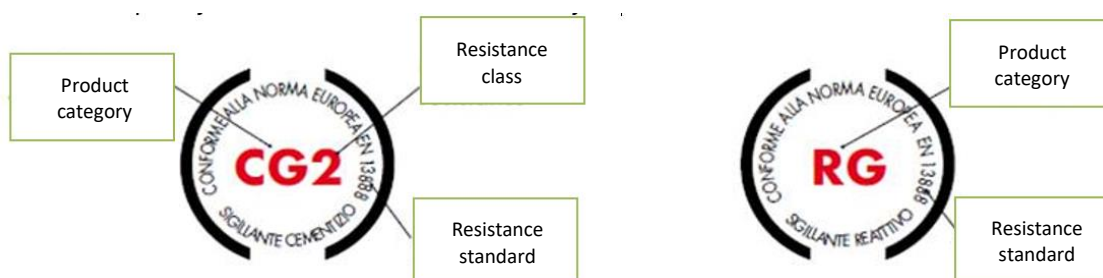 Product
category
Resistance
class
CONFORME ALLA NORMA EUROPEA EN 13888
CG2
SIGILLANTE CEMENTIZIO
Resistance
standard
Product
category
CONFORME ALLA NORMA EUROPEA EN 13888
RG
SIGILLANTE REATTIVO
Resistance
standard